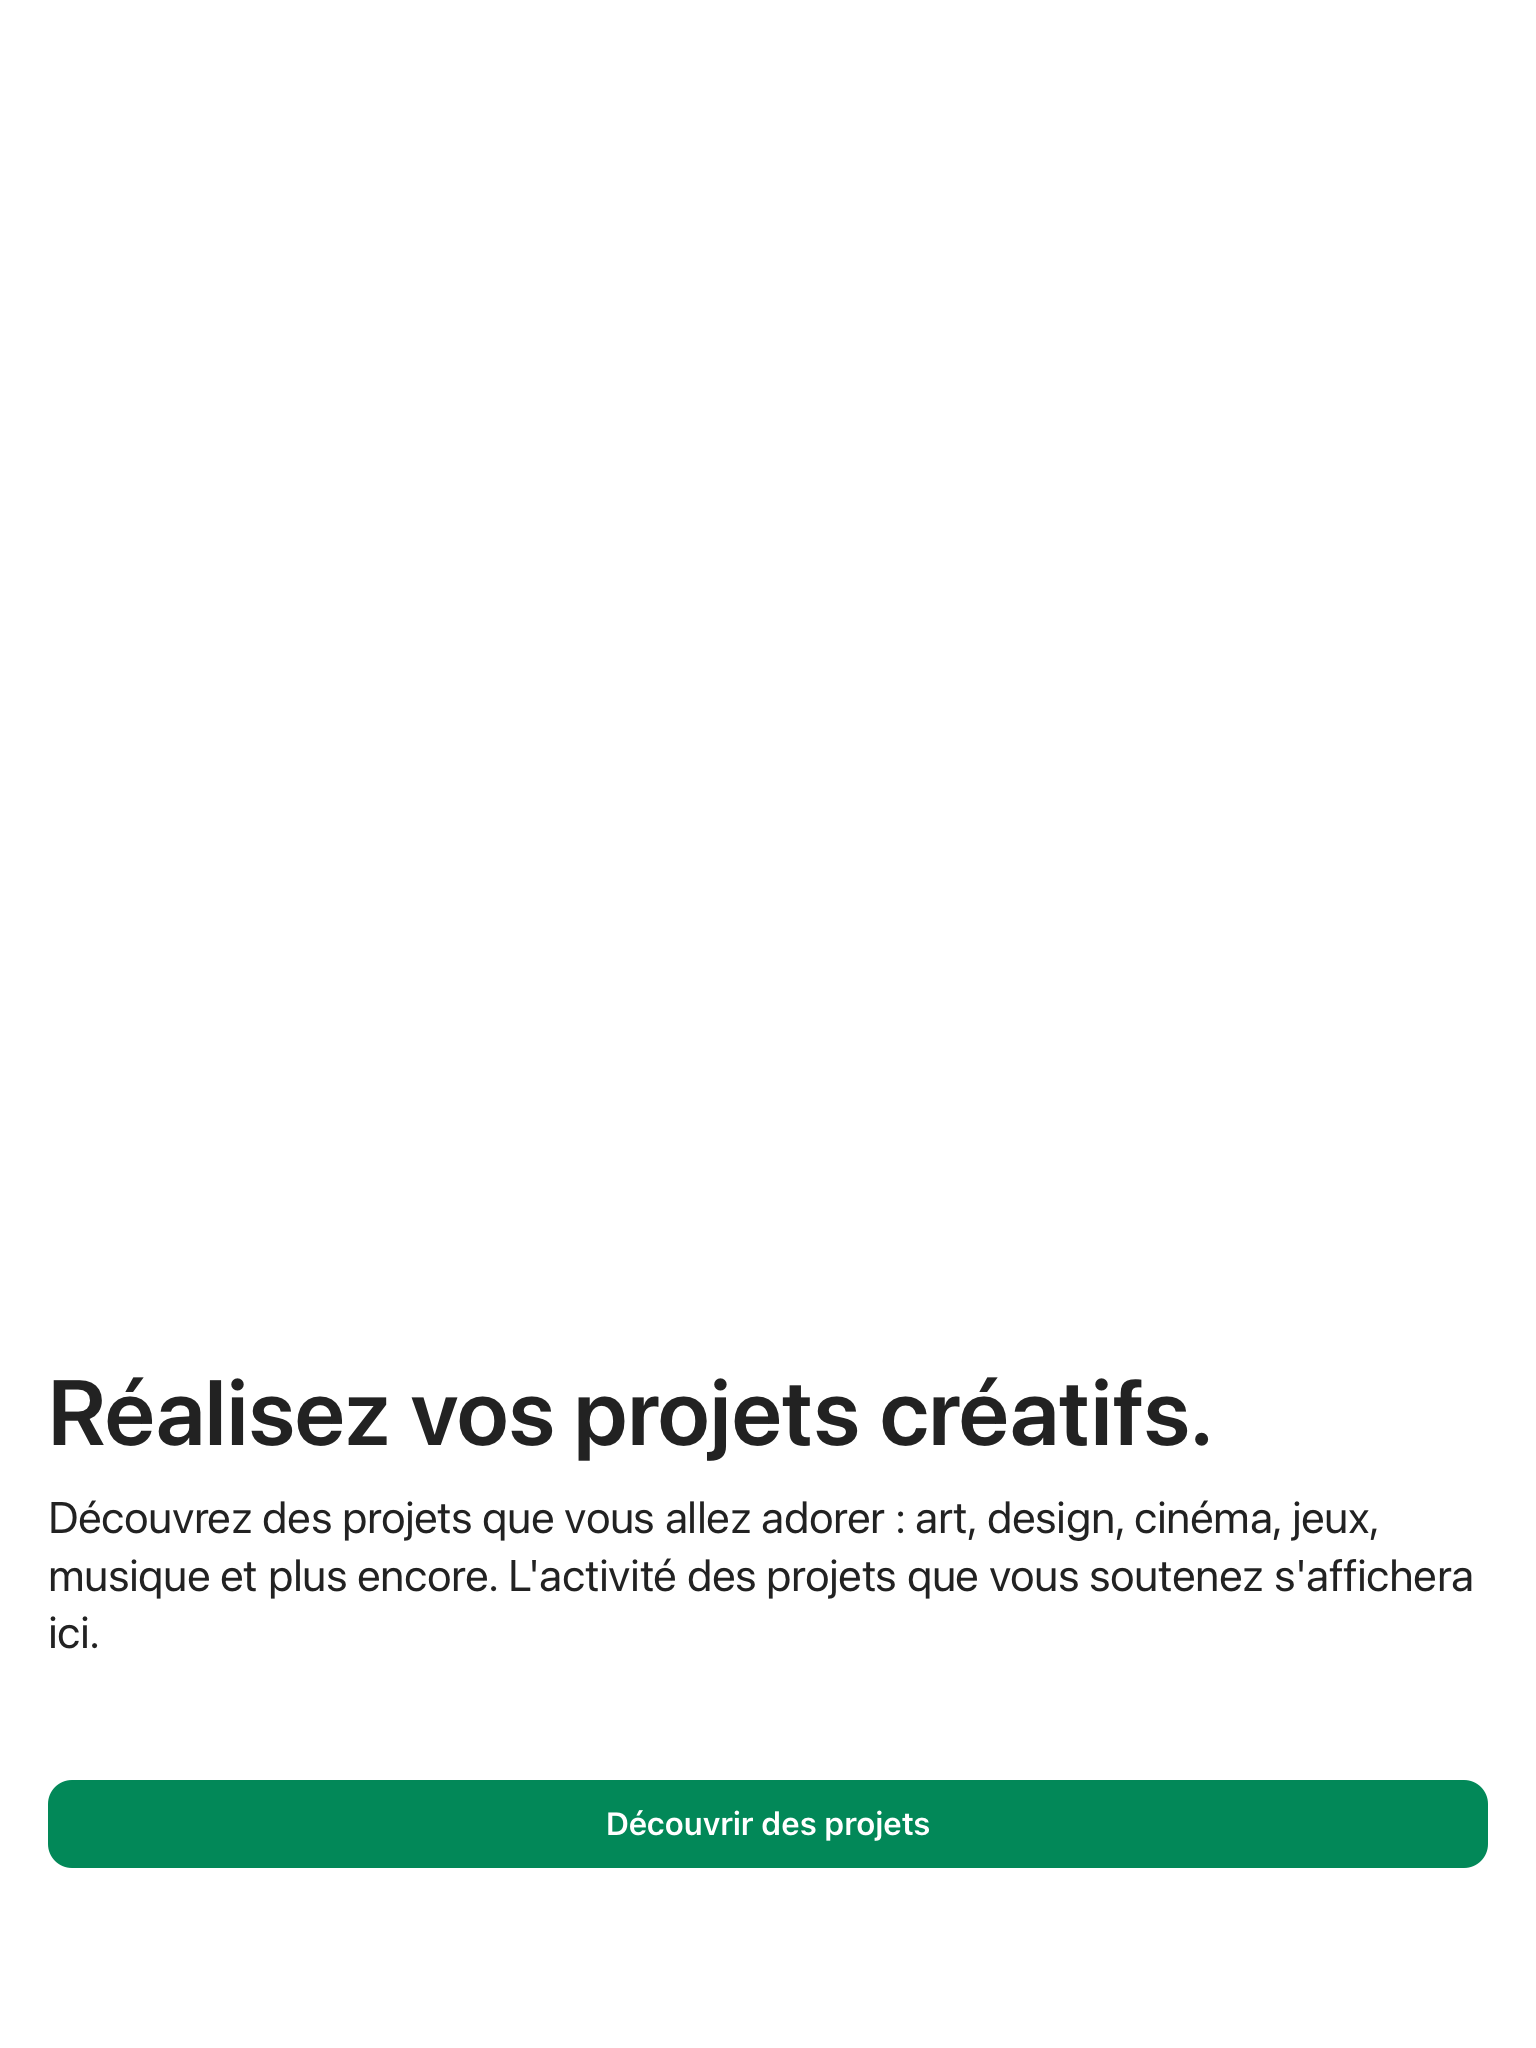 Réalisez vos projets créatifs.
Découvrez des projets que vous allez adorer : art, design, cinéma, jeux,
musique et plus encore. L'activité des projets que vous soutenez s'affichera
ici.
Découvrir des projets